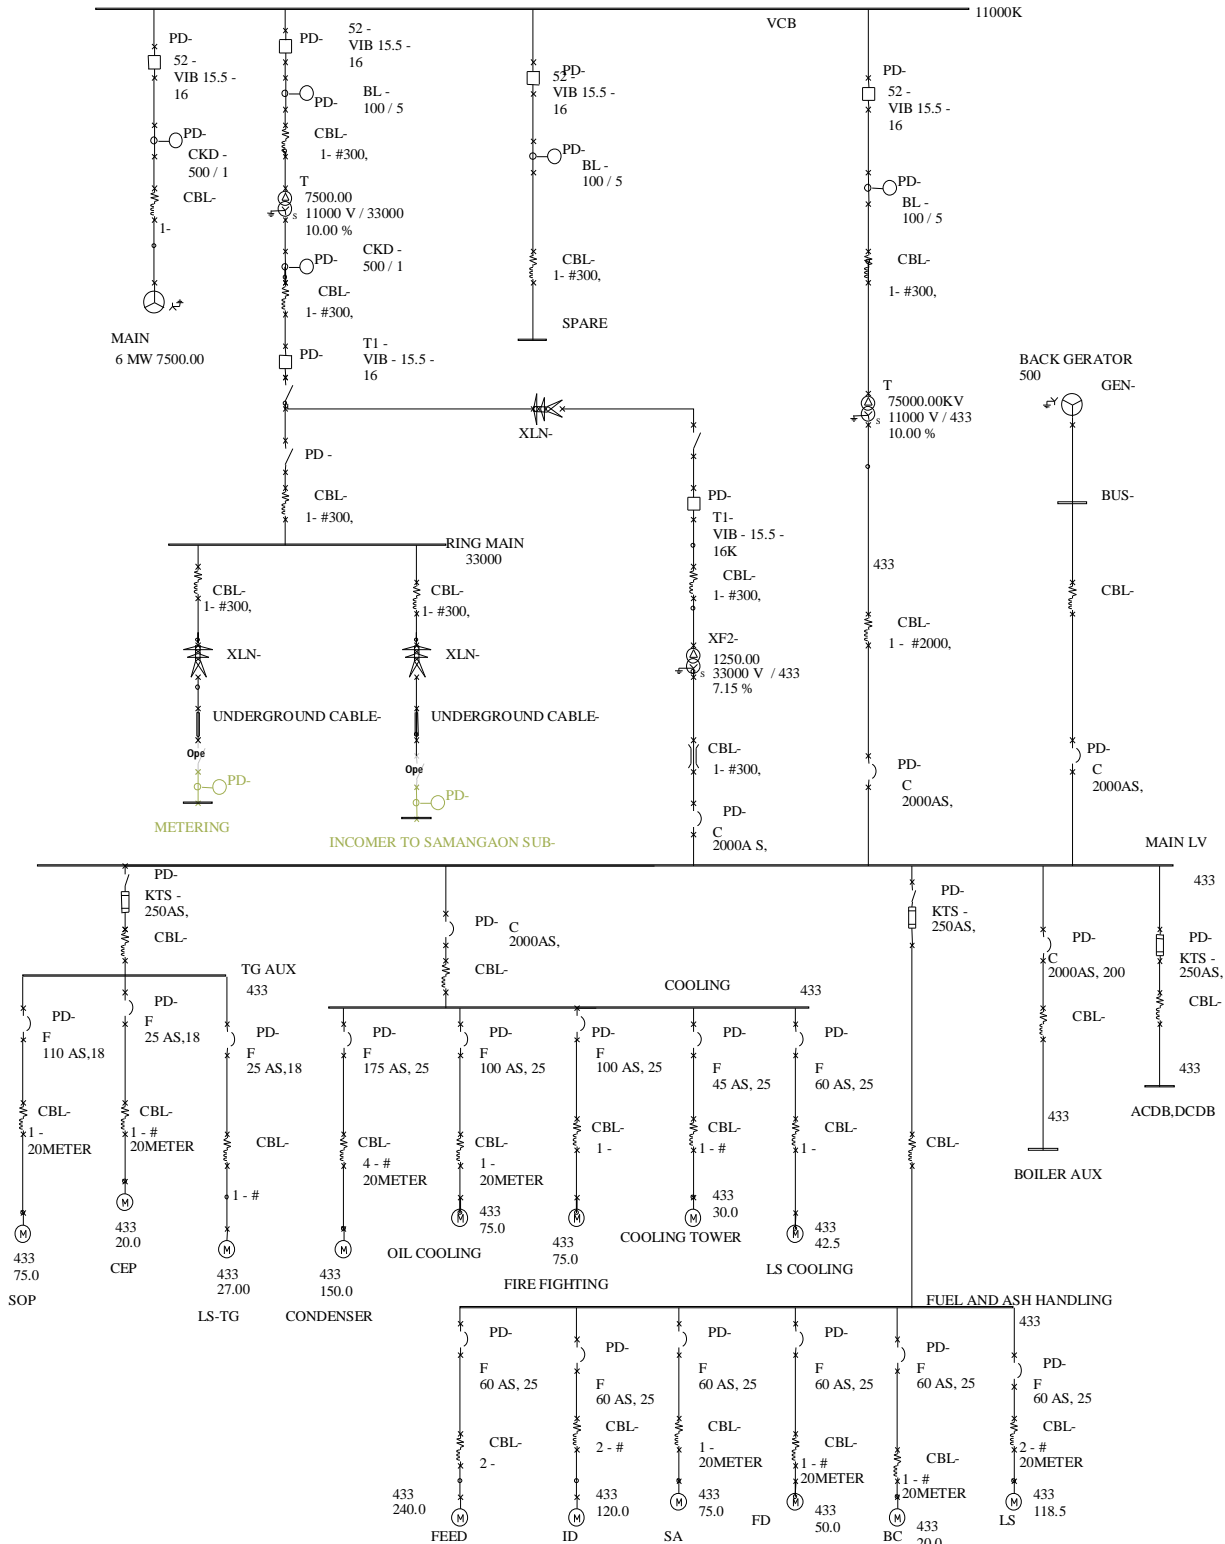 11000K
VCB
PD-
52 -
VIB 15.5 -
16
PD-
CKD -
500 / 1
CBL-
1-
MAIN
6 MW 7500.00
PD-
52 -
VIB 15.5 -
16
BL -
100 / 5
PD-
CBL-
1- #300,
T
7500.00
11000 V / 33000
10.00 %
S
CKD -
500 / 1
PD-
CBL-
1- #300,
T1 -
VIB - 15.5 -
16
PD-
PD -
CBL-
1- #300,
PD-
52 -
VIB 15.5 -
16
PD-
BL -
100 / 5
CBL-
1- #300,
SPARE
PD-
52 -
VIB 15.5 -
16
PD-
BL -
100 / 5
CBL-
1- #300,
T
75000.00KV
11000 V / 433
10.00 %
S
433
CBL-
1 - #2000,
PD-
C
2000AS,
BACK GERATOR
500
GEN-
BUS-
CBL-
PD-
C
2000AS,
XLN-
PD-
T1-
VIB - 15.5 -
16K
CBL-
1- #300,
XF2-
1250.00
33000 V / 433
7.15 %
S
CBL-
1- #300,
PD-
C
2000A S,
RING MAIN
33000
CBL-
1- #300,
XLN-
UNDERGROUND CABLE-
Ope
PD-
METERING
CBL-
1- #300,
XLN-
UNDERGROUND CABLE-
Ope
PD-
INCOMER TO SAMANGAON SUB-
MAIN LV
433
PD-
KTS -
250AS,
CBL-
TG AUX
433
PD-
F
110 AS,18
CBL-
1 -
20METER
M
433
75.0
SOP
PD-
F
25 AS,18
CBL-
1 - #
20METER
M
433
20.0
CEP
PD-
F
25 AS,18
CBL-
1 - #
M
433
27.00
LS-TG
PD-
C
2000AS,
CBL-
COOLING
433
PD-
F
175 AS, 25
CBL-
4 - #
20METER
M
433
150.0
CONDENSER
PD-
F
100 AS, 25
CBL-
1 -
20METER
M
433
75.0
OIL COOLING
PD-
F
100 AS, 25
CBL-
1 -
M
433
75.0
FIRE FIGHTING
PD-
F
45 AS, 25
CBL-
1 - #
M
433
30.0
COOLING TOWER
PD-
F
60 AS, 25
CBL-
1 -
M
433
42.5
LS COOLING
PD-
KTS -
250AS,
CBL-
PD-
C
2000AS, 200
CBL-
433
BOILER AUX
PD-
KTS -
250AS,
CBL-
433
ACDB,DCDB
FUEL AND ASH HANDLING
433
PD-
F
60 AS, 25
CBL-
2 -
M
433
240.0
FEED
PD-
F
60 AS, 25
CBL-
2 - #
M
433
120.0
ID
PD-
F
60 AS, 25
CBL-
1 -
20METER
M
433
75.0
SA
PD-
F
60 AS, 25
CBL-
1 - #
20METER
M
433
50.0
FD
PD-
F
60 AS, 25
CBL-
1 - #
20METER
M
433
20.0
BC
PD-
F
60 AS, 25
CBL-
2 - #
20METER
M
433
118.5
LS